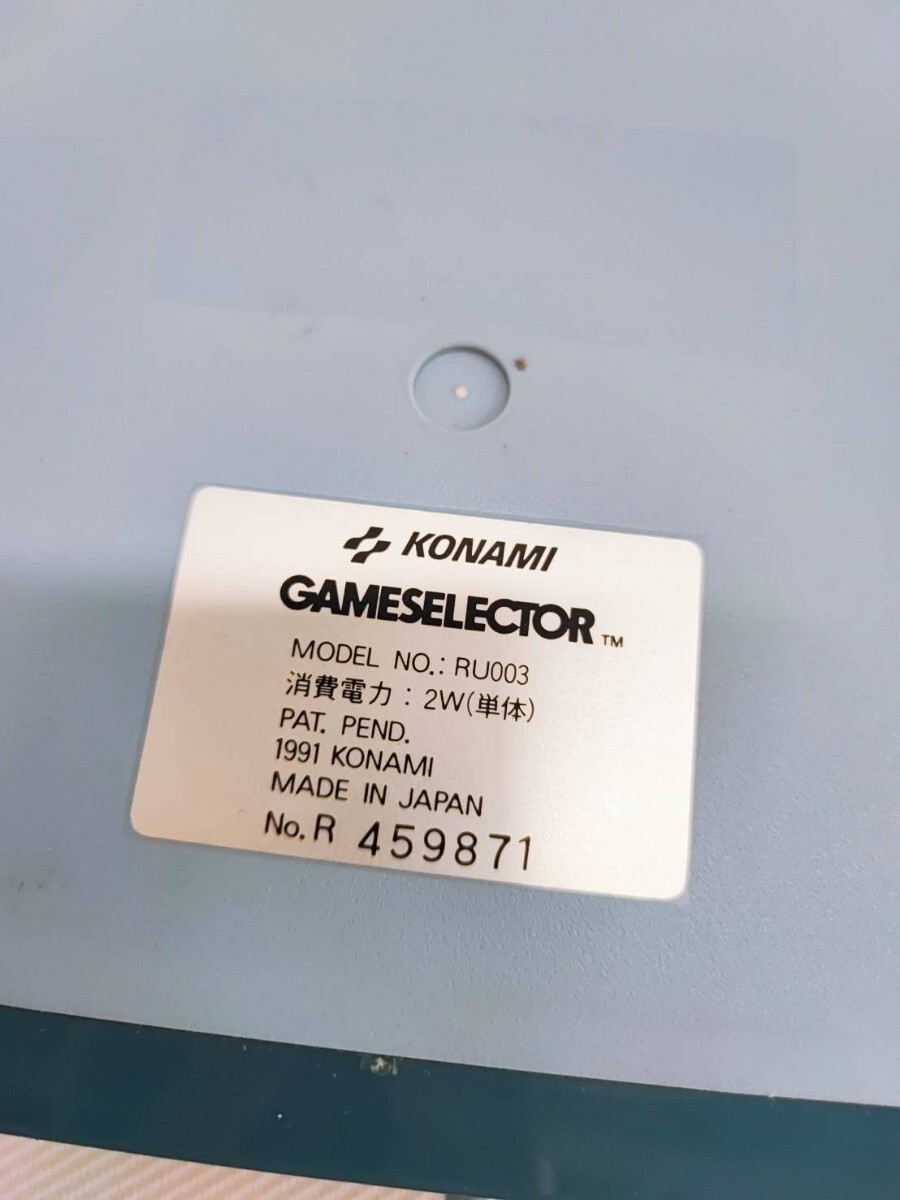 KONAMI
GAMESELECTOR™
MODEL NO.: RU003
消費電力: 2W(単体)
PAT. PEND.
1991 KONAMI
MADE IN JAPAN
No. R 459871